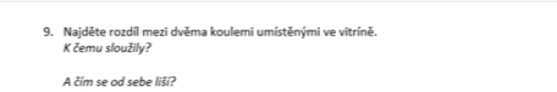 9. Najděte rozdíl mezi dvěma koulemi umístěnými ve vitríně.
K čemu sloužily?
A čím se od sebe liší?